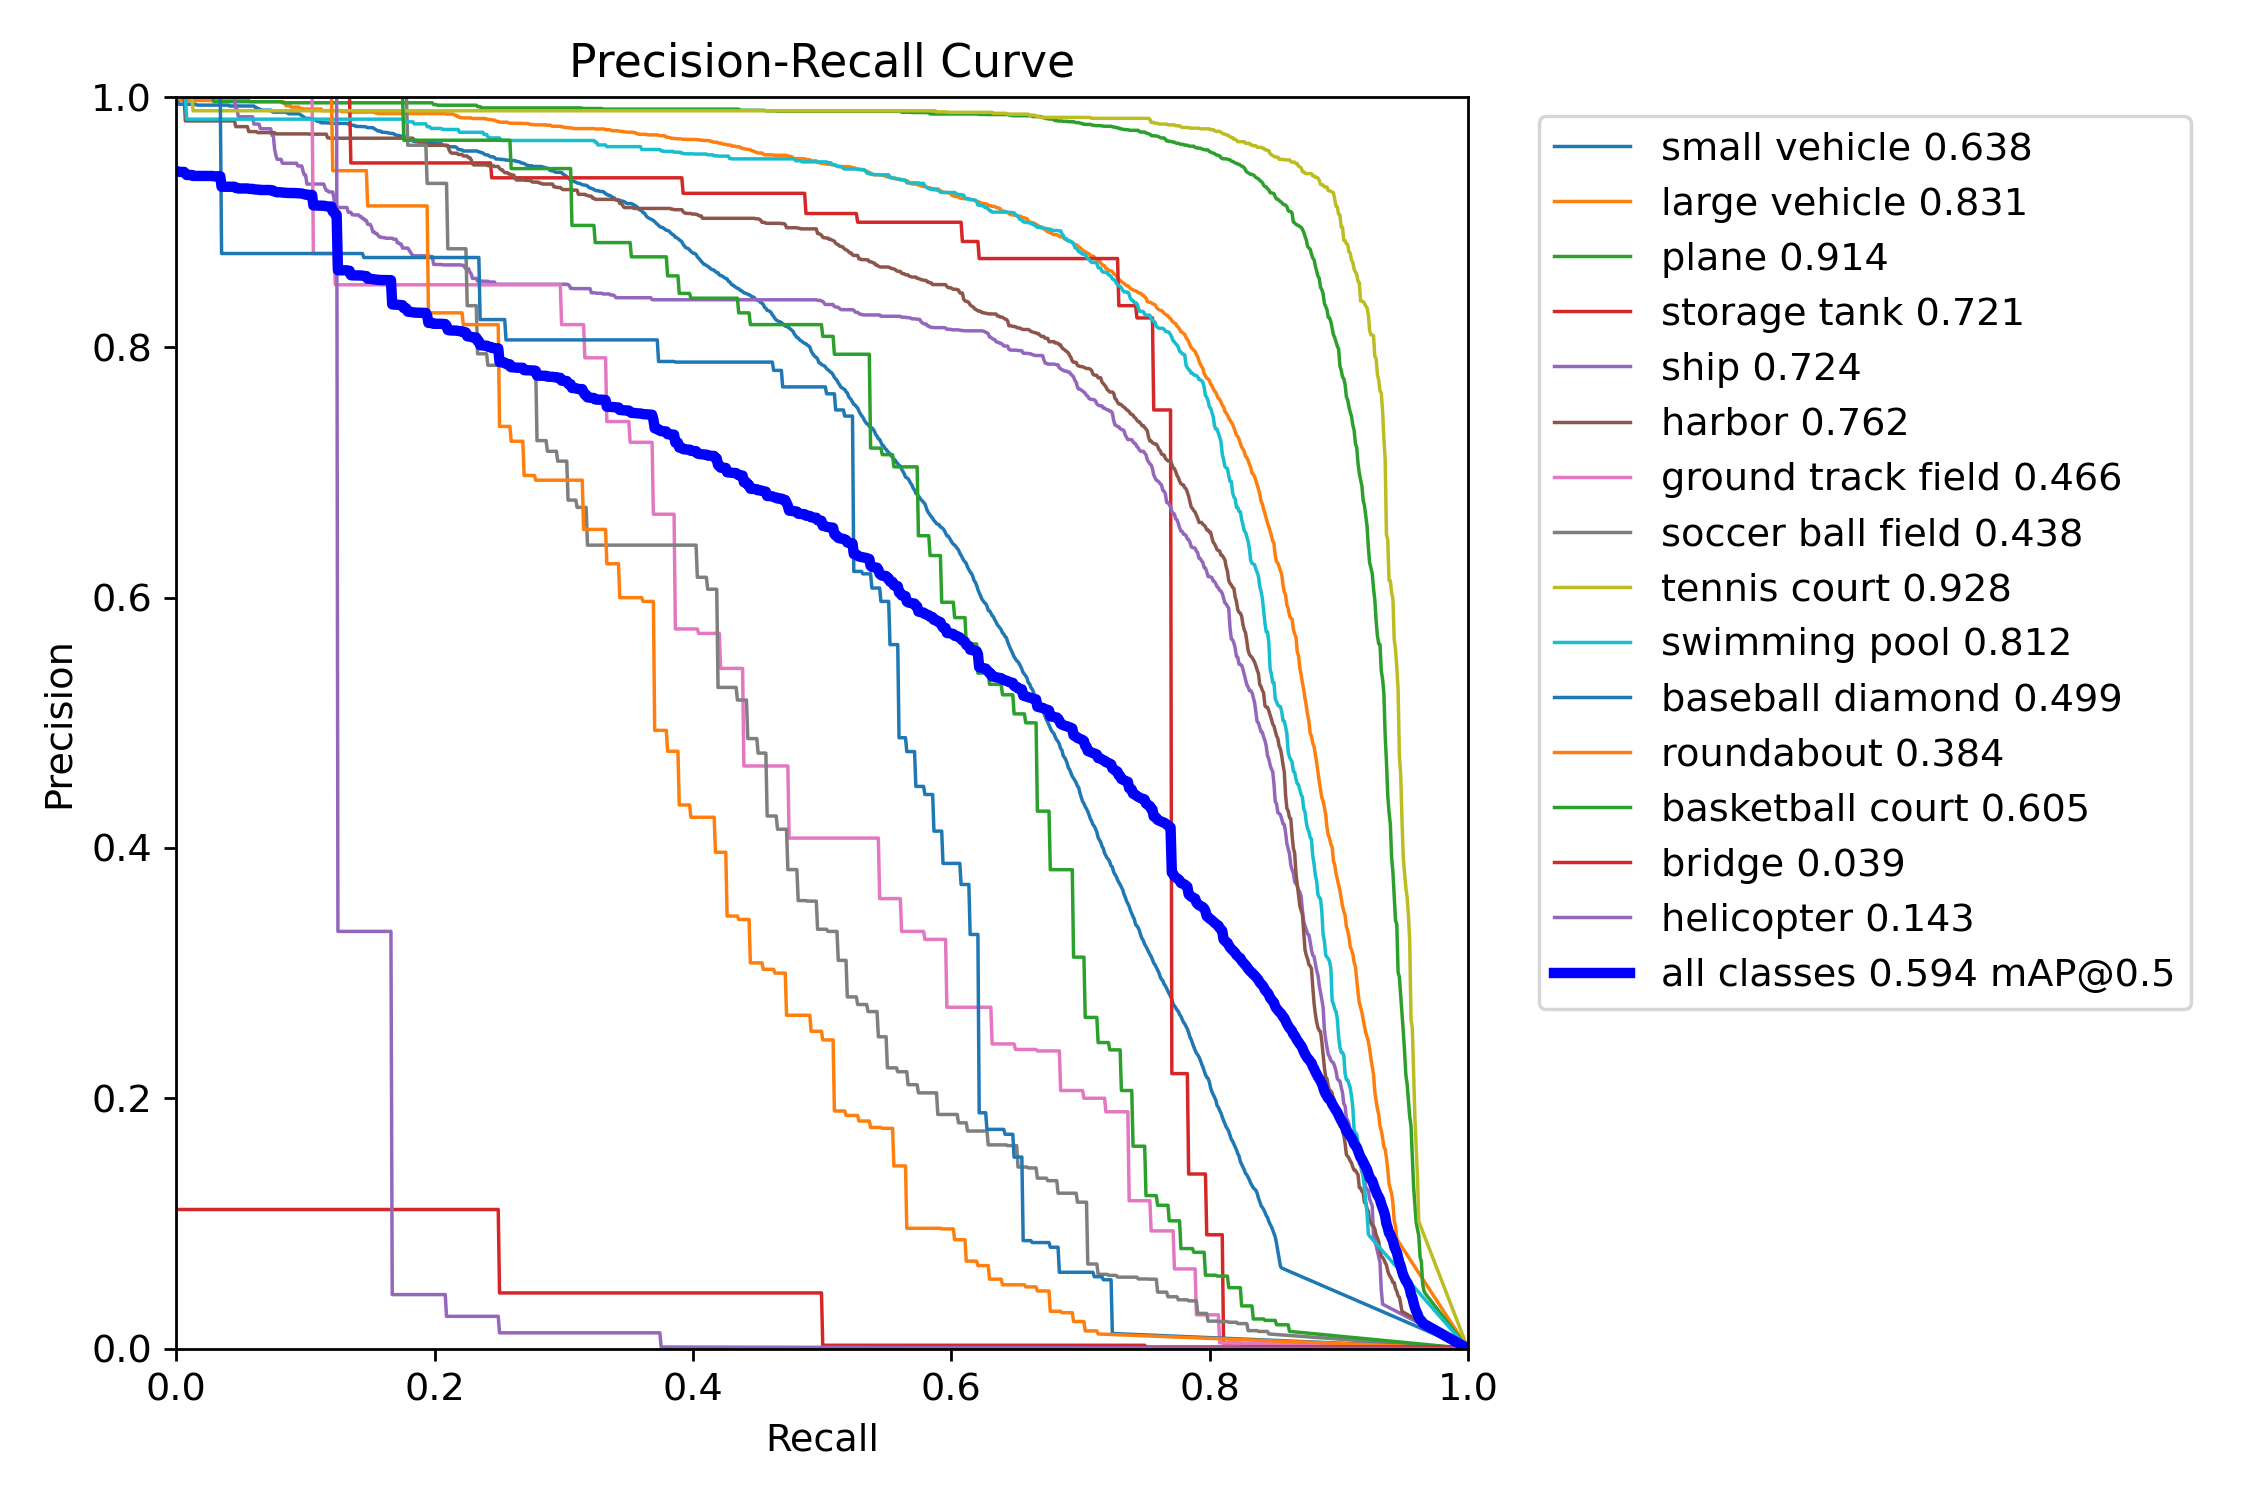 Precision-Recall Curve
1.0
0.8
0.6
0.4
0.2
0.0
Precision
0.0 0.2 0.4 0.6 0.8 1.0
Recall
small vehicle 0.638
large vehicle 0.831
plane 0.914
storage tank 0.721
ship 0.724
harbor 0.762
ground track field 0.466
soccer ball field 0.438
tennis court 0.928
swimming pool 0.812
baseball diamond 0.499
roundabout 0.384
basketball court 0.605
bridge 0.039
helicopter 0.143
all classes 0.594 mAP@0.5